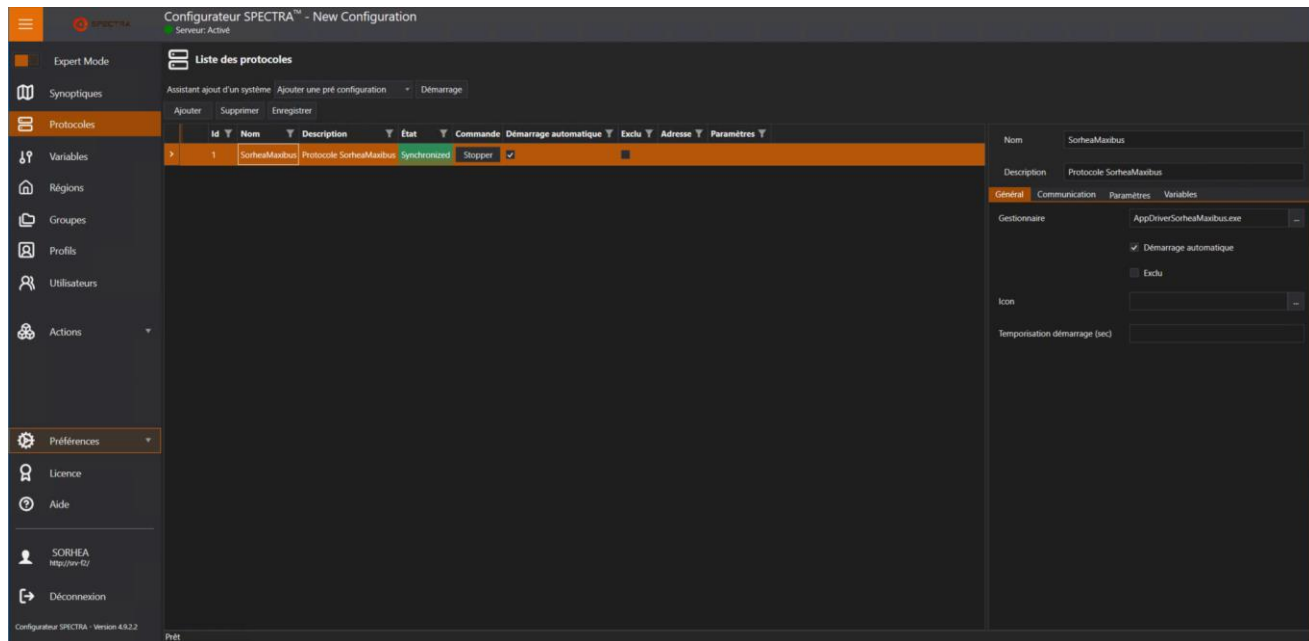 SPECTRA
Configurateur SPECTRA™ - New Configuration
Serveur: Activé
Expert Mode
Synoptiques
Protocoles
Variables
Régions
Groupes
Profils
Utilisateurs
Actions
Préférences
Licence
Aide
SORHEA
http://srv-f2/
Déconnexion
Configurateur SPECTRA - Version 4.9.2.2
Liste des protocoles
Assistant ajout d'un système Ajouter une pré configuration Démarrage
Ajouter Supprimer Enregistrer
Id Nom Description État Commande Démarrage automatique Exclu Adresse Paramètres
1 SorheaMaxibus Protocole SorheaMaxibus Synchronized Stopper
Nom SorheaMaxibus
Description Protocole SorheaMaxibus
Général Communication Paramètres Variables
Gestionnaire AppDriverSorheaMaxibus.exe ...
Démarrage automatique
Exclu
Icon ...
Temporisation démarrage (sec)
Prêt